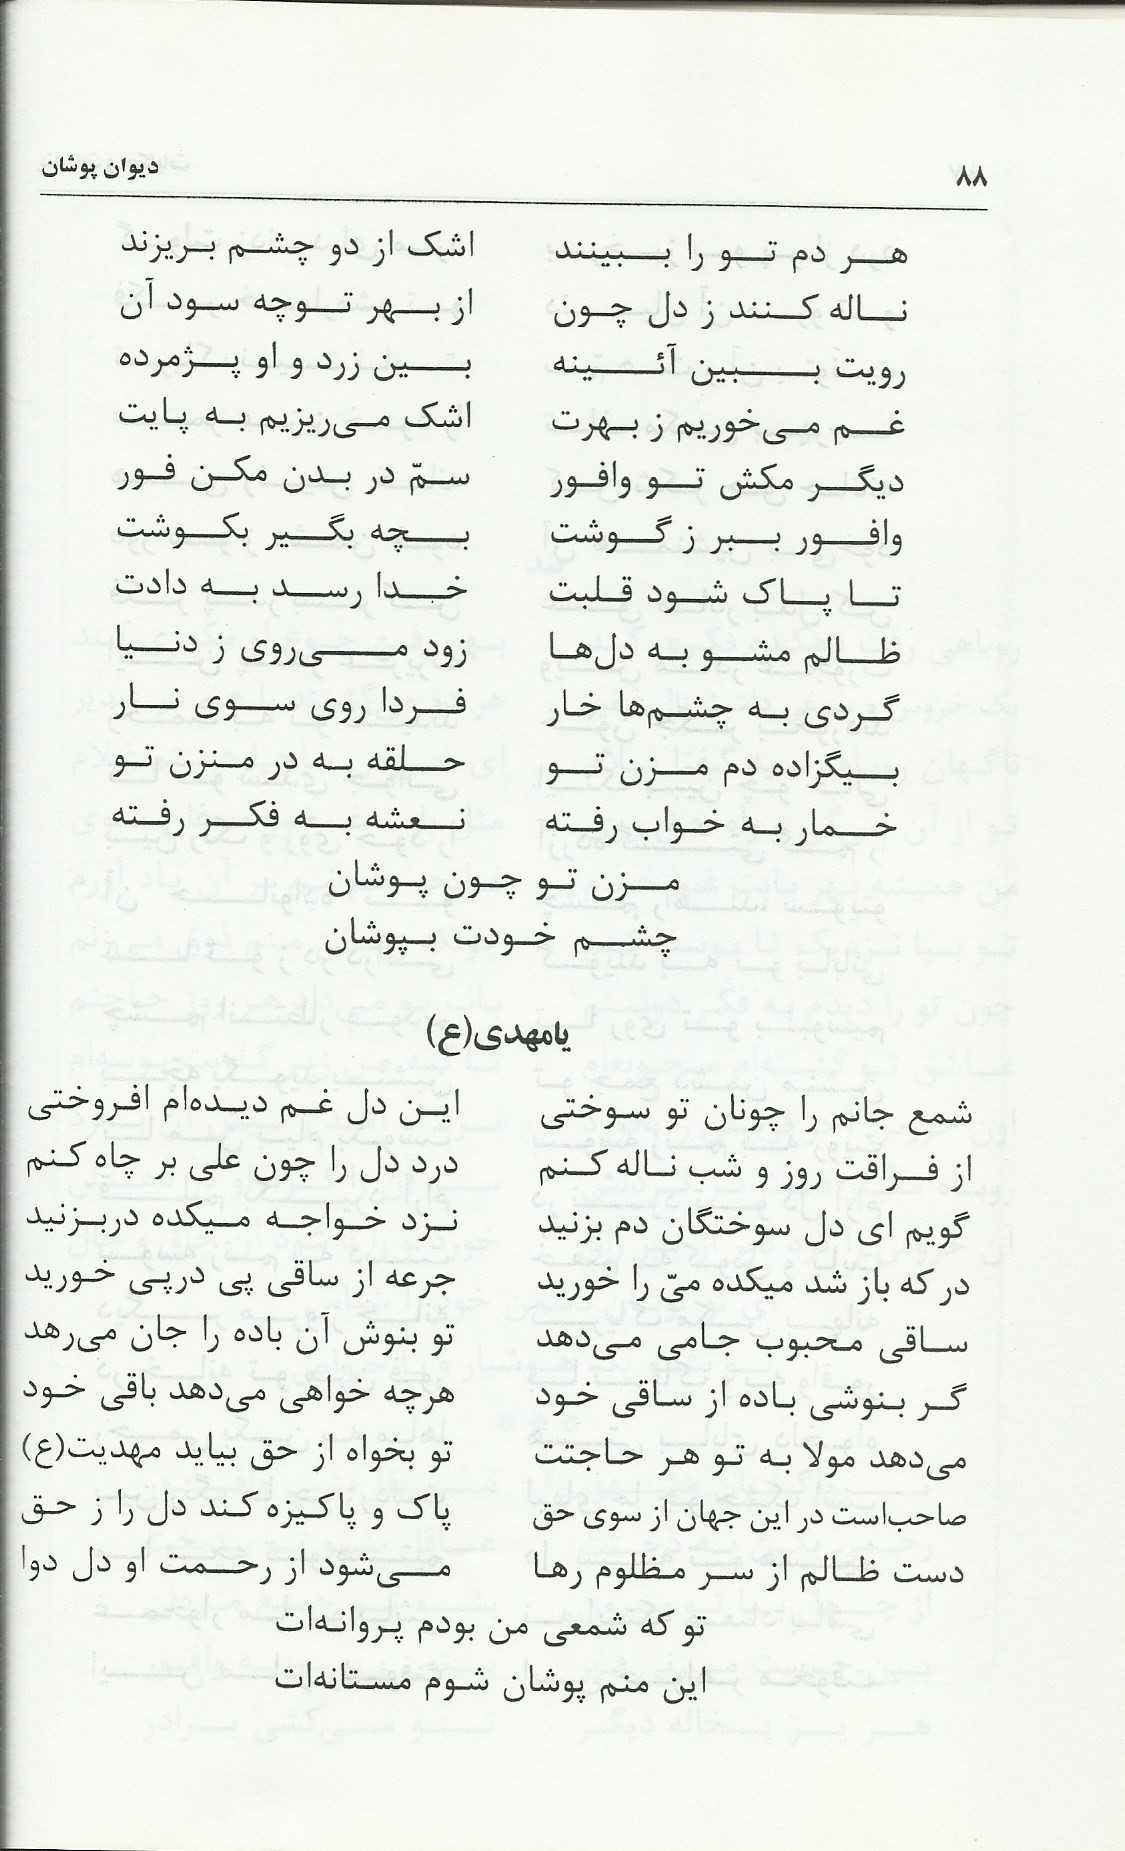 ۸۸ دیوان پوشان
هر دم تو را ببینند اشک از دو چشم بریزند
ناله کنند ز دل چون از بهر توچه سود آن
رویت ببین آئینه بین زرد و او پژمرده
غم می‌خوریم ز بهرت اشک می‌ریزیم به پایت
دیگر مکش تو وافور سمّ در بدن مکن فور
وافور ببر ز گوشت بچه بگیر بکوشت
تا پاک شود قلبت خدا رسد به دادت
ظالم مشو به دل‌ها زود می‌روی ز دنیا
گردی به چشم‌ها خار فردا روی سوی نار
بیگزاده دم مزن تو حلقه به در منزن تو
خمار به خواب رفته نعشه به فکر رفته
مزن تو چون پوشان
چشم خودت بپوشان
یامهدی(ع)
شمع جانم را چونان تو سوختی این دل غم دیده‌ام افروختی
از فراقت روز و شب ناله کنم درد دل را چون علی بر چاه کنم
گویم ای دل سوختگان دم بزنید نزد خواجه میکده دربزنید
در که باز شد میکده میّ را خورید جرعه از ساقی پی درپی خورید
ساقی محبوب جامی می‌دهد تو بنوش آن باده را جان می‌رهد
گر بنوشی باده از ساقی خود هرچه خواهی می‌دهد باقی خود
می‌دهد مولا به تو هر حاجتت تو بخواه از حق بیاید مهدیت(ع)
صاحب‌است در این جهان از سوی حق پاک و پاکیزه کند دل را ز حق
دست ظالم از سر مظلوم رها می‌شود از رحمت او دل دوا
تو که شمعی من بودم پروانه‌ات
این منم پوشان شوم مستانه‌ات